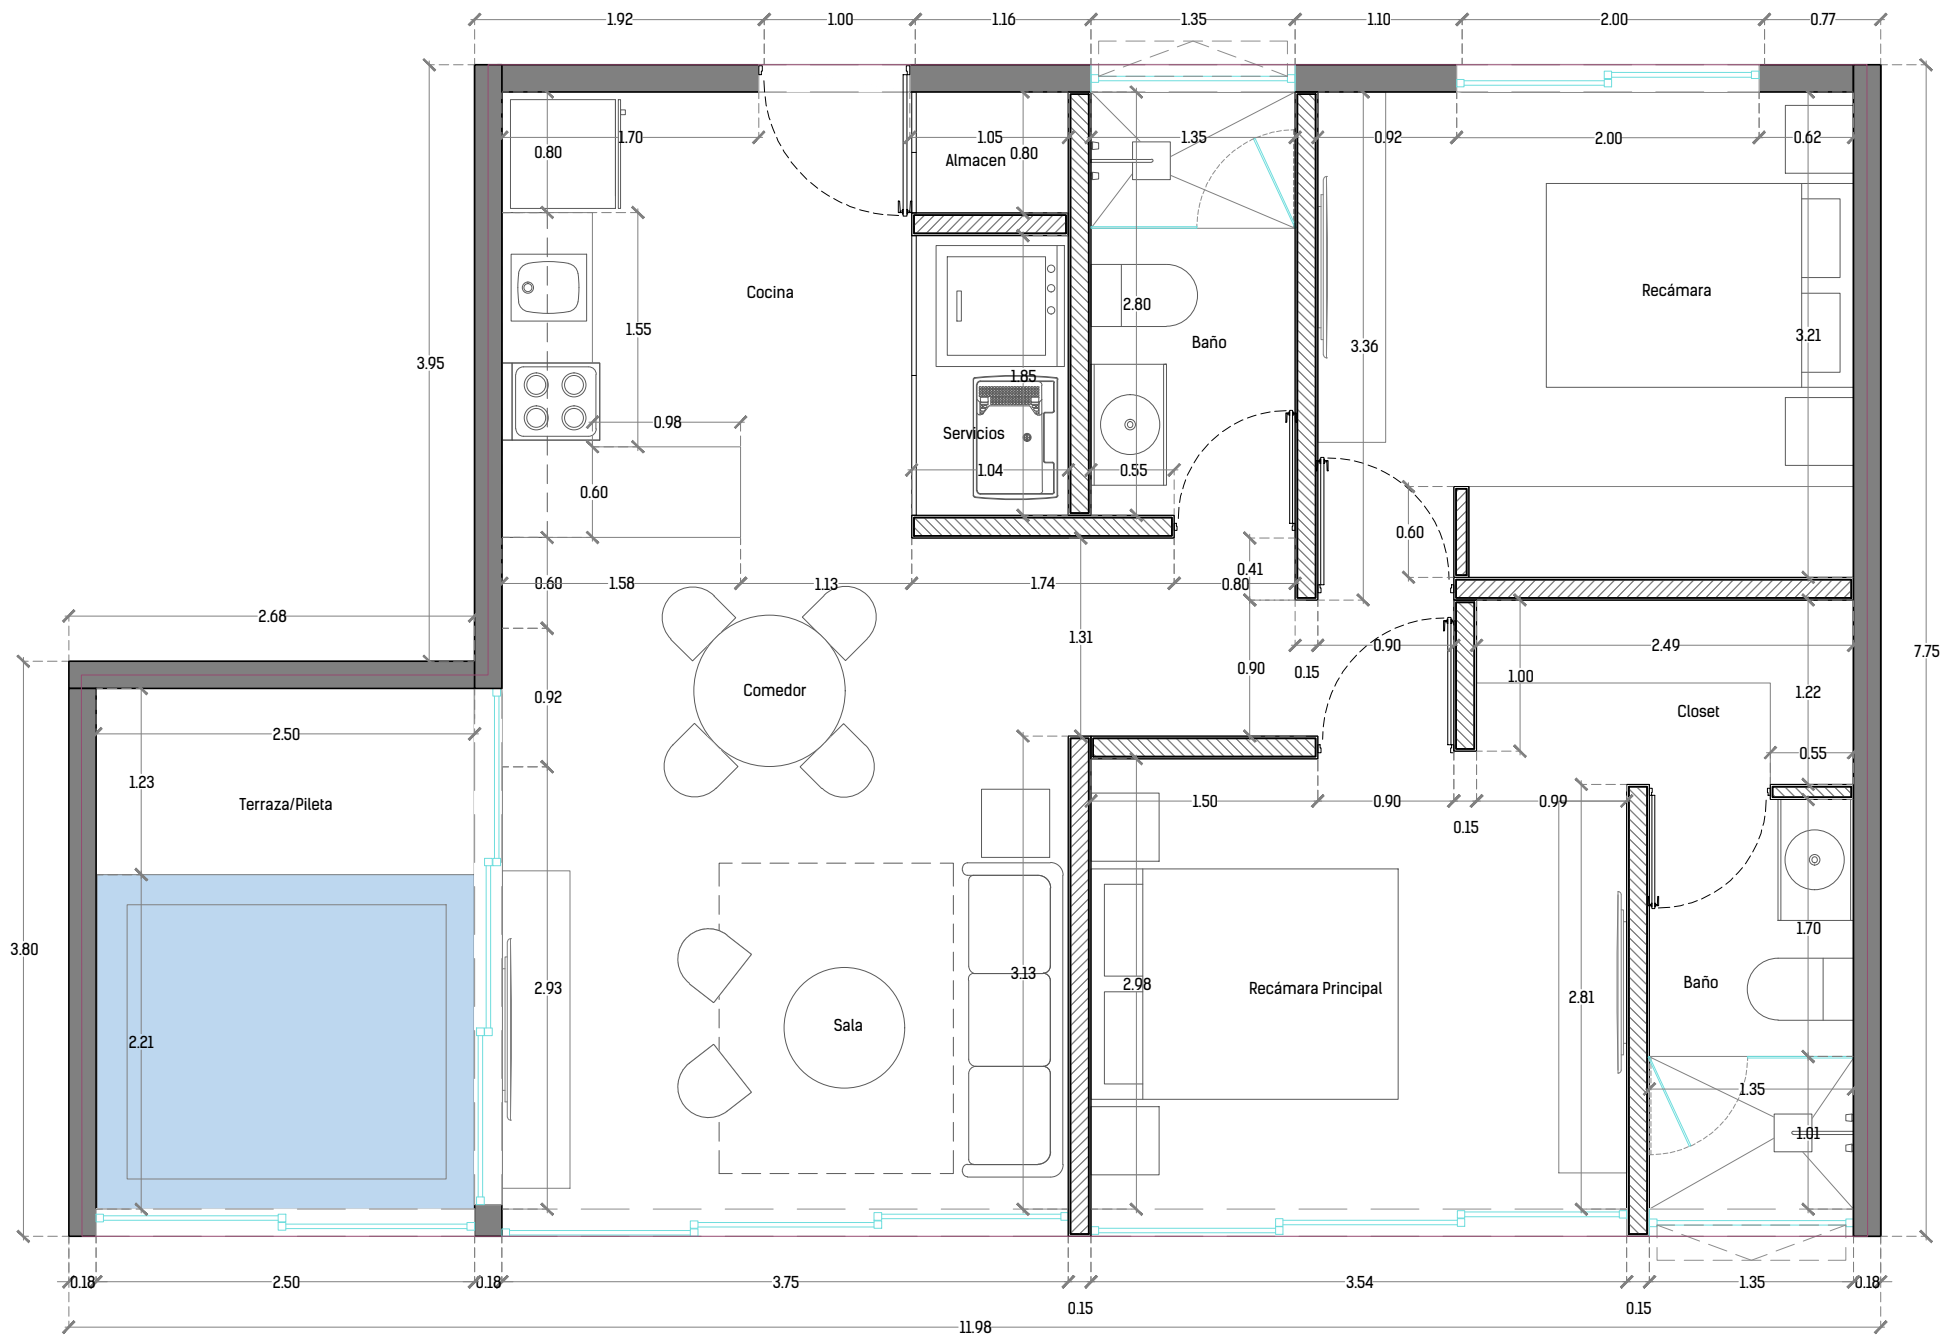 1.92 1.00 1.16 1.35 1.10 2.00 0.77
1.70 1.05 1.35 0.92 2.00 0.62
0.80 Almacen 0.80
Cocina 2.80 Recámara
1.55 Baño 3.36 3.21
3.95 1.85
0.98 Servicios
1.04 0.55
0.60 0.60
0.41
0.60 1.58 1.13 1.74 0.80
2.68 1.31
0.90 0.15 0.90 2.49 7.75
1.00
0.92 Comedor Closet 1.22
2.50
1.23 0.55
Terraza/Pileta 1.50 0.90 0.99
0.15
3.80 1.70
2.93 3.13 2.98 Recámara Principal 2.81 Baño
2.21 Sala
1.35
1.01
0.18 2.50 0.18 3.75 3.54 1.35 0.18
0.15 0.15
11.98